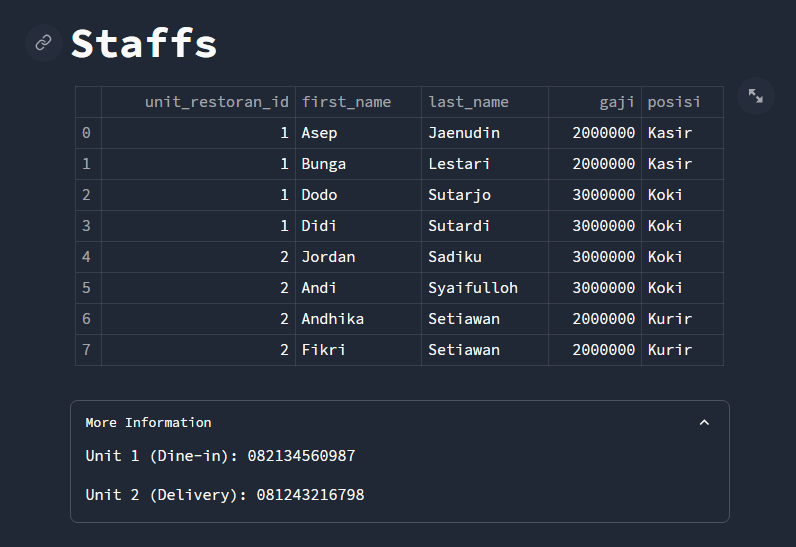 Staffs
unit_restoran_id first_name last_name gaji posisi
0 1 Asep Jaenudin 2000000 Kasir
1 1 Bunga Lestari 2000000 Kasir
2 1 Dodo Sutarjo 3000000 Koki
3 1 Didi Sutardi 3000000 Koki
4 2 Jordan Sadiku 3000000 Koki
5 2 Andi Syaifulloh 3000000 Koki
6 2 Andhika Setiawan 2000000 Kurir
7 2 Fikri Setiawan 2000000 Kurir
More Information
Unit 1 (Dine-in): 082134560987
Unit 2 (Delivery): 081243216798